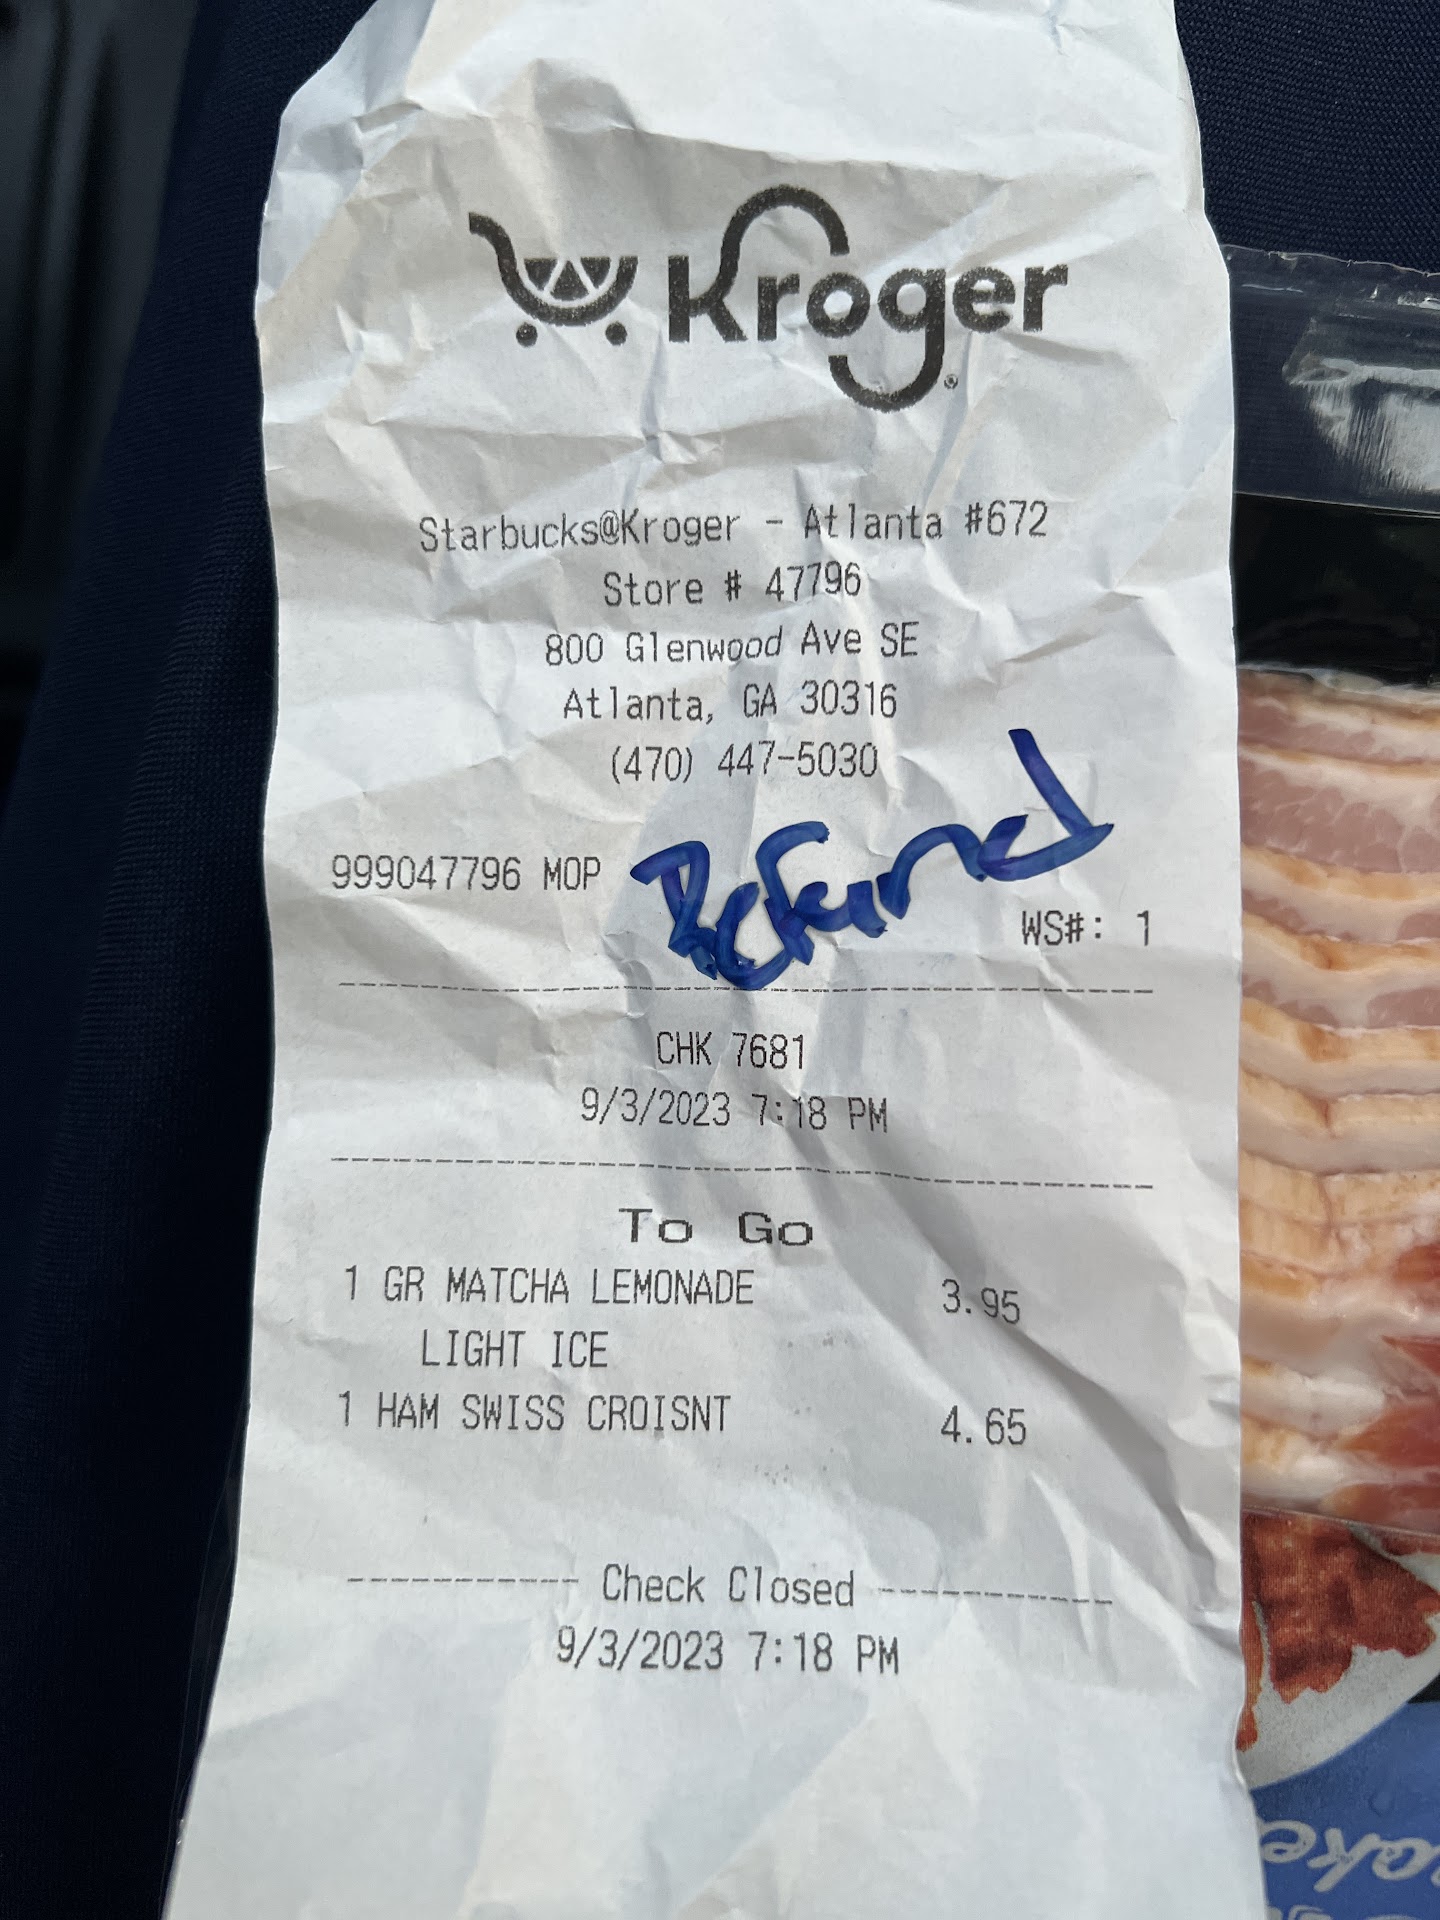 Kroger
Starbucks@Kroger - Atlanta #672
Store # 47796
800 Glenwood Ave SE
Atlanta, GA 30316
(470) 447-5030
999047796 MOP
Refund
WS#: 1
CHK 7681
9/3/2023 7:18 PM
To Go
1 GR MATCHA LEMONADE 3.95
LIGHT ICE
1 HAM SWISS CROISNT 4.65
----------- Check Closed -----------
9/3/2023 7:18 PM